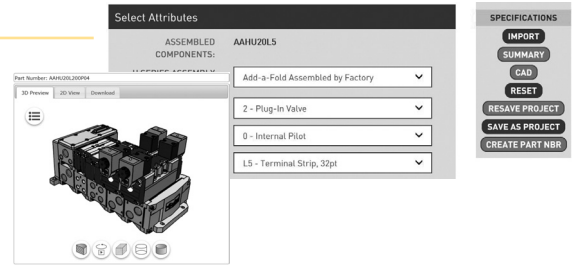 Select Attributes
ASSEMBLED
COMPONENTS:
AAHU20L5
Add-a-Fold Assembled by Factory
2 - Plug-In Valve
0 - Internal Pilot
L5 - Terminal Strip, 32pt
Part Number: AAHU20L200P04
3D Preview 2D View Download
SPECIFICATIONS
IMPORT
SUMMARY
CAD
RESET
RESAVE PROJECT
SAVE AS PROJECT
CREATE PART NBR